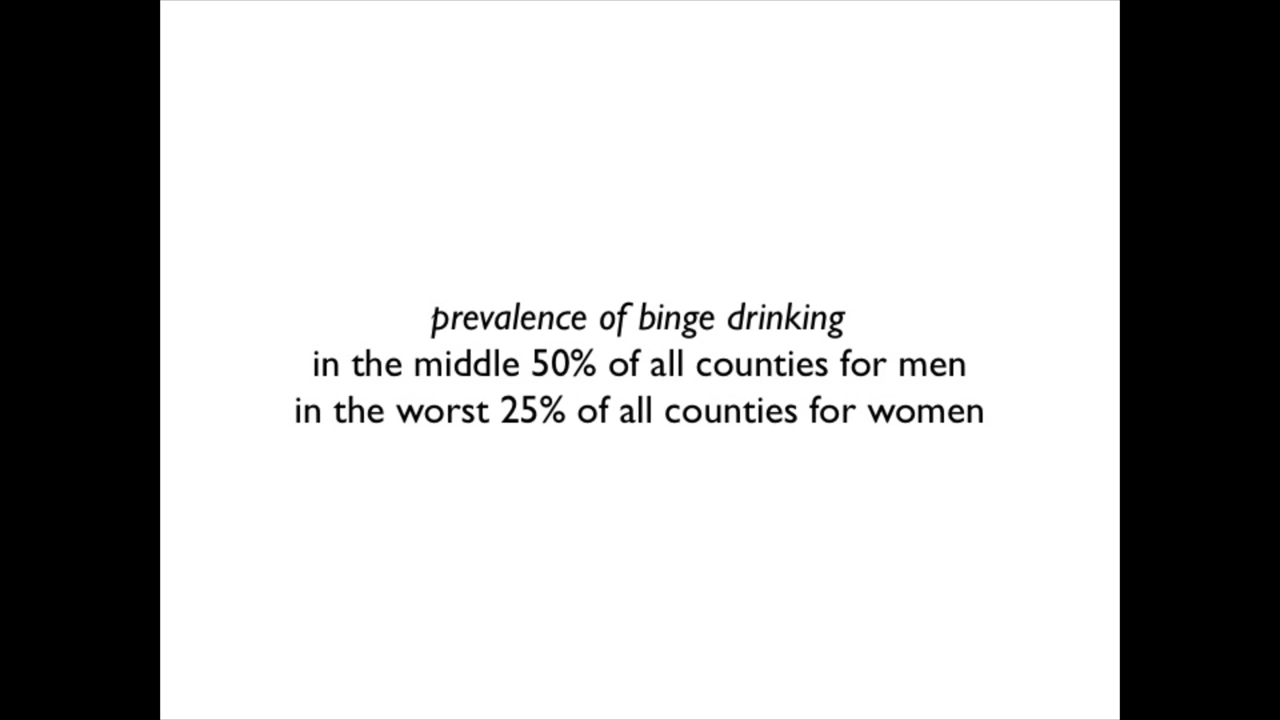 prevalence of binge drinking
in the middle 50% of all counties for men
in the worst 25% of all counties for women